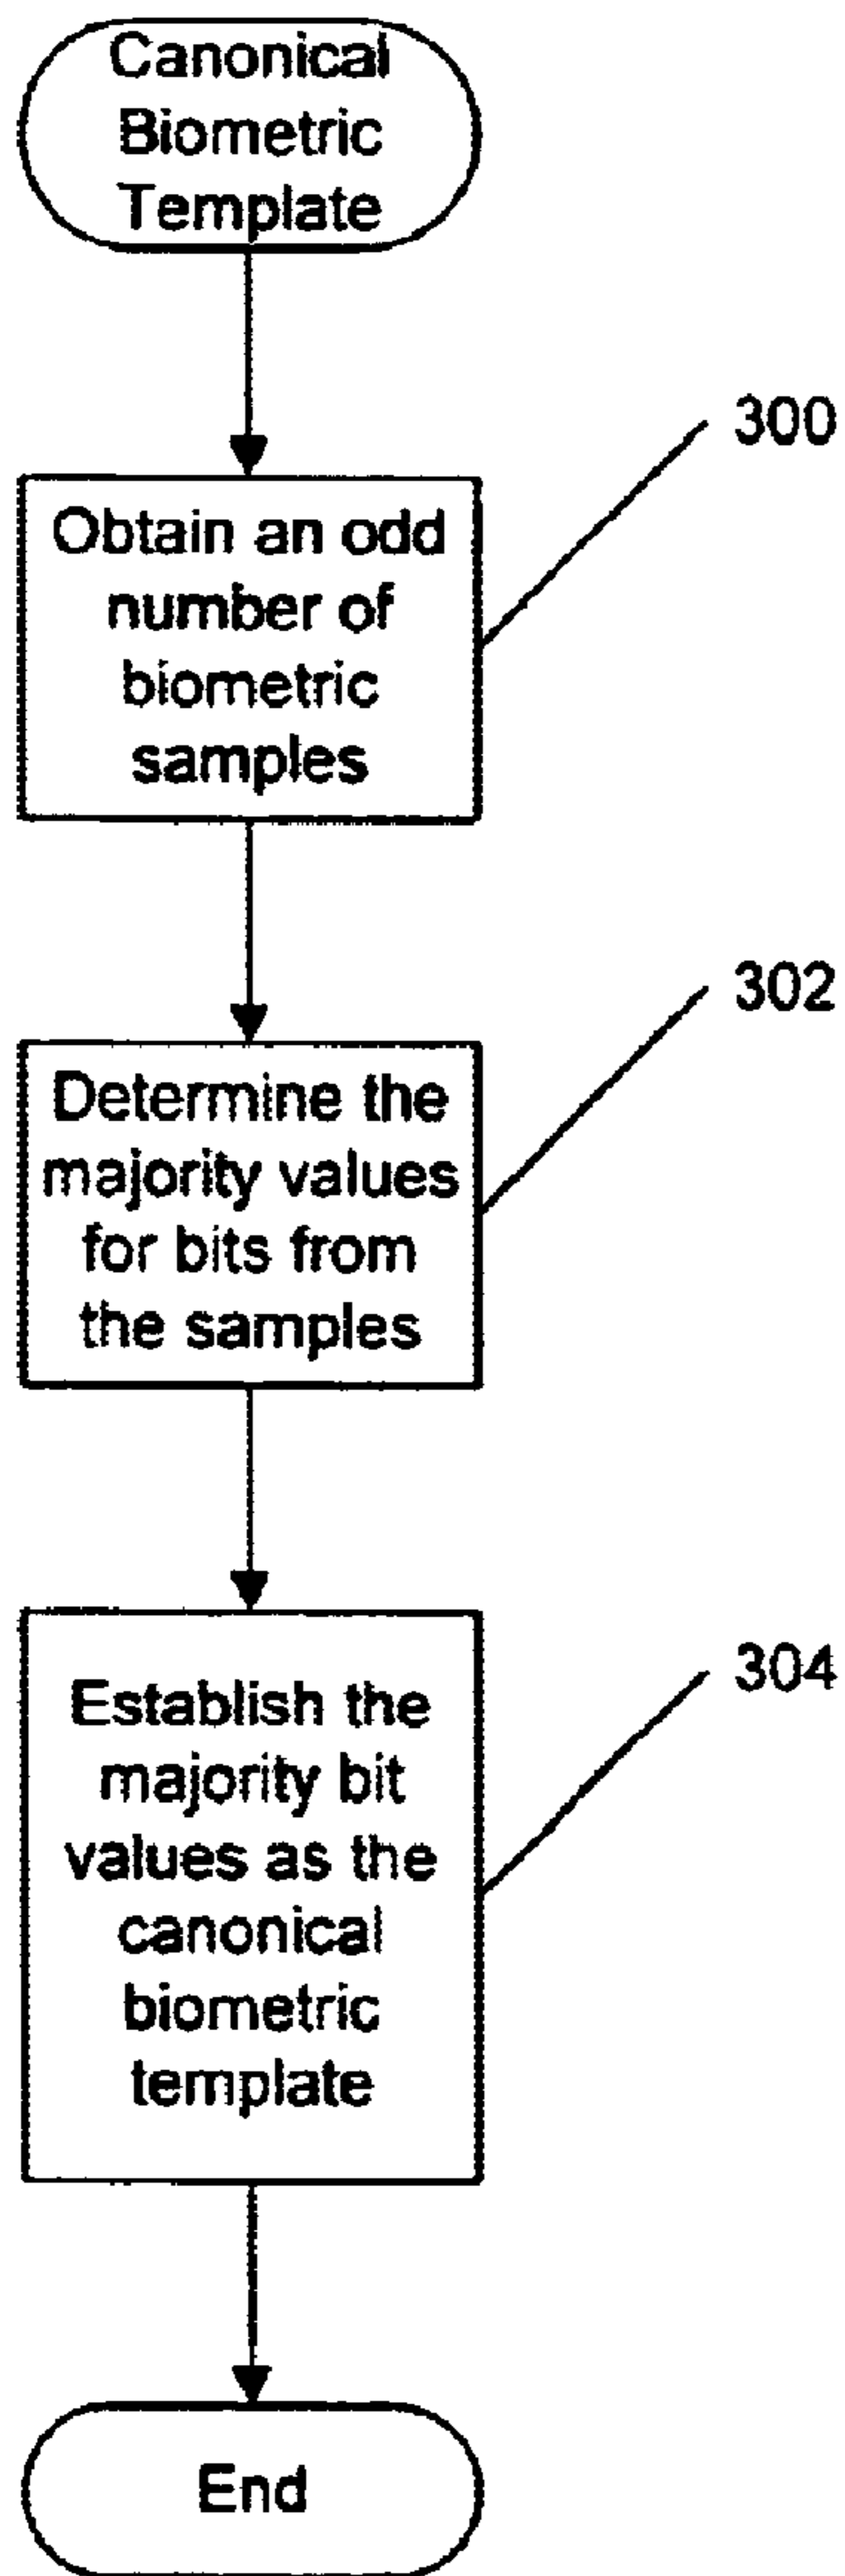 Canonical
Biometric
Template
300
Obtain an odd
number of
biometric
samples
302
Determine the
majority values
for bits from
the samples
304
Establish the
majority bit
values as the
canonical
biometric
template
End